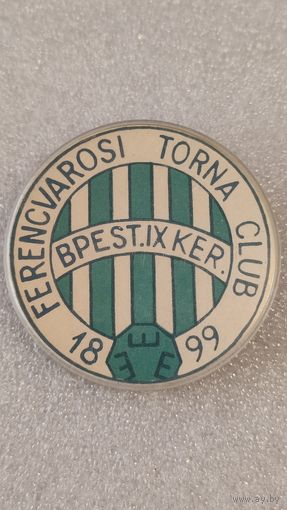 FERENCVAROSI TORNA CLUB
BPEST.IX KER.
18 99
E E E
www.ay.by